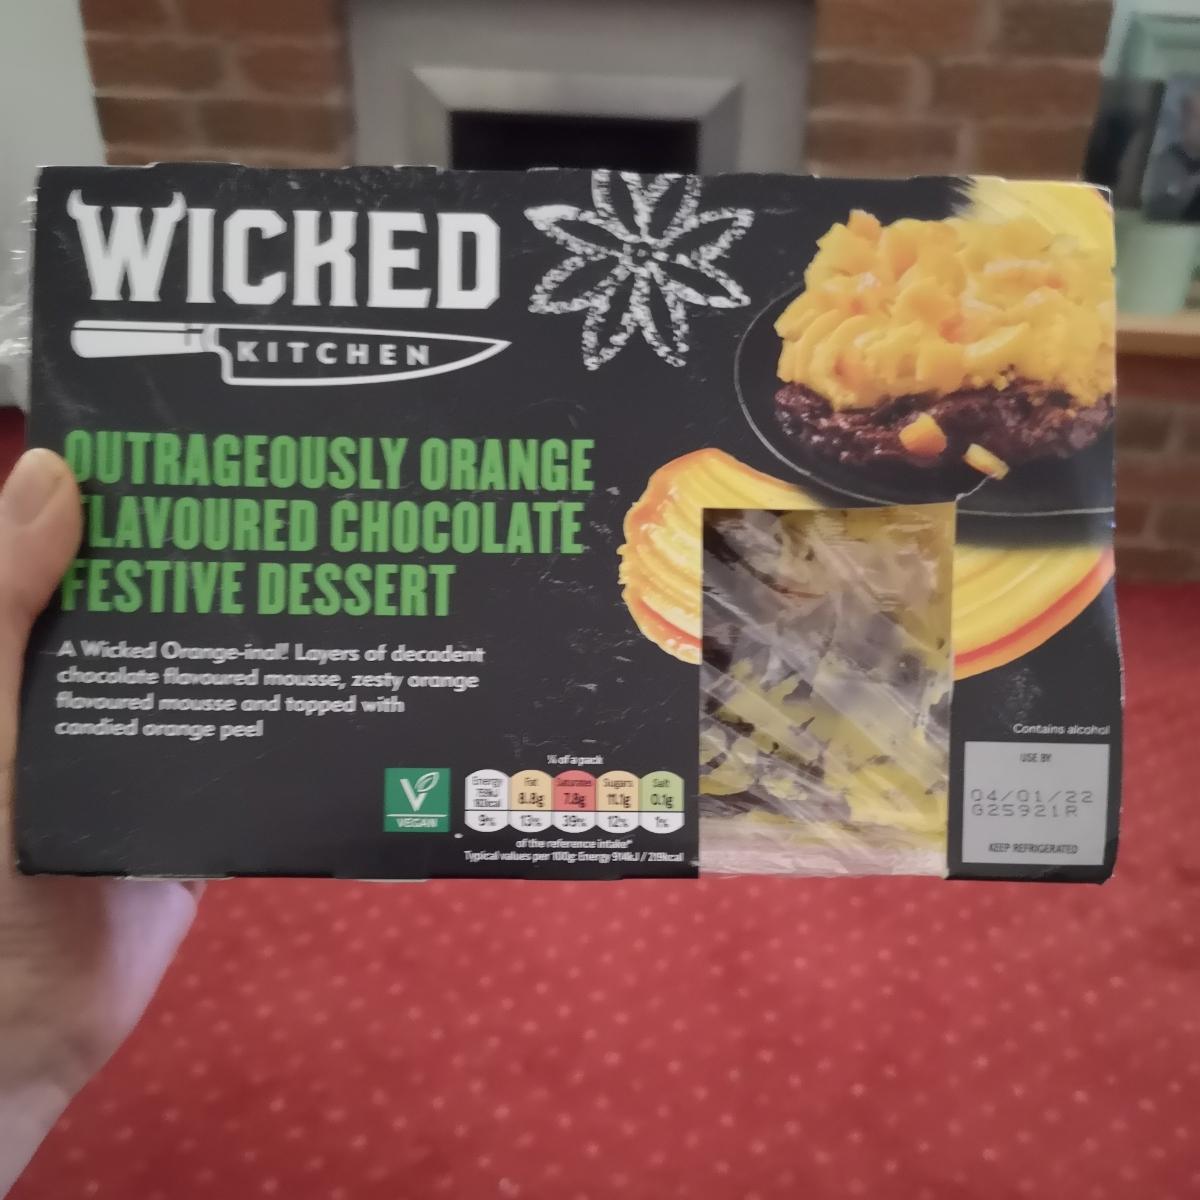 WICKED
KITCHEN
OUTRAGEOUSLY ORANGE
FLAVOURED CHOCOLATE
FESTIVE DESSERT
A Wicked Orange-inal! Layers of decadent
chocolate flavoured mousse, zesty orange
flavoured mousse and topped with
candied orange peel
Contains alcohol
USE BY
04/01/22
G25921R
KEEP REFRIGERATED
V
VEGAN
¼ of a pack
Energy Fat Saturates Sugars Salt
8.8g 7.8g 11.1g 0.1g
9% 13% 39% 12% 1%
of the reference intake*
Typical values per 100g: Energy 914kJ / 219kcal